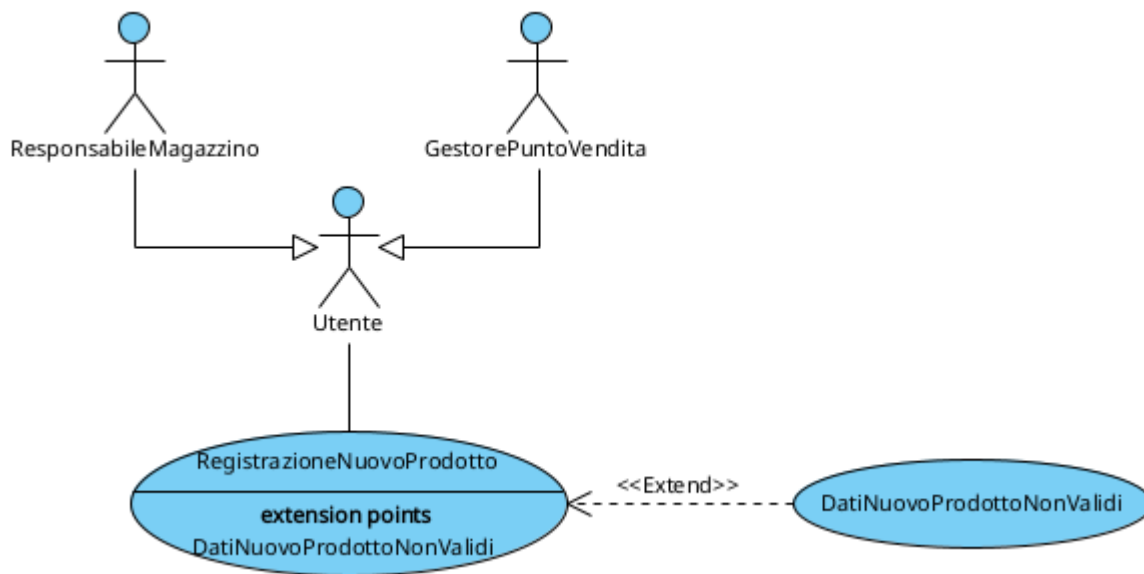 ResponsabileMagazzino
GestorePuntoVendita
Utente
RegistrazioneNuovoProdotto
extension points
DatiNuovoProdottoNonValidi
<<Extend>>
DatiNuovoProdottoNonValidi